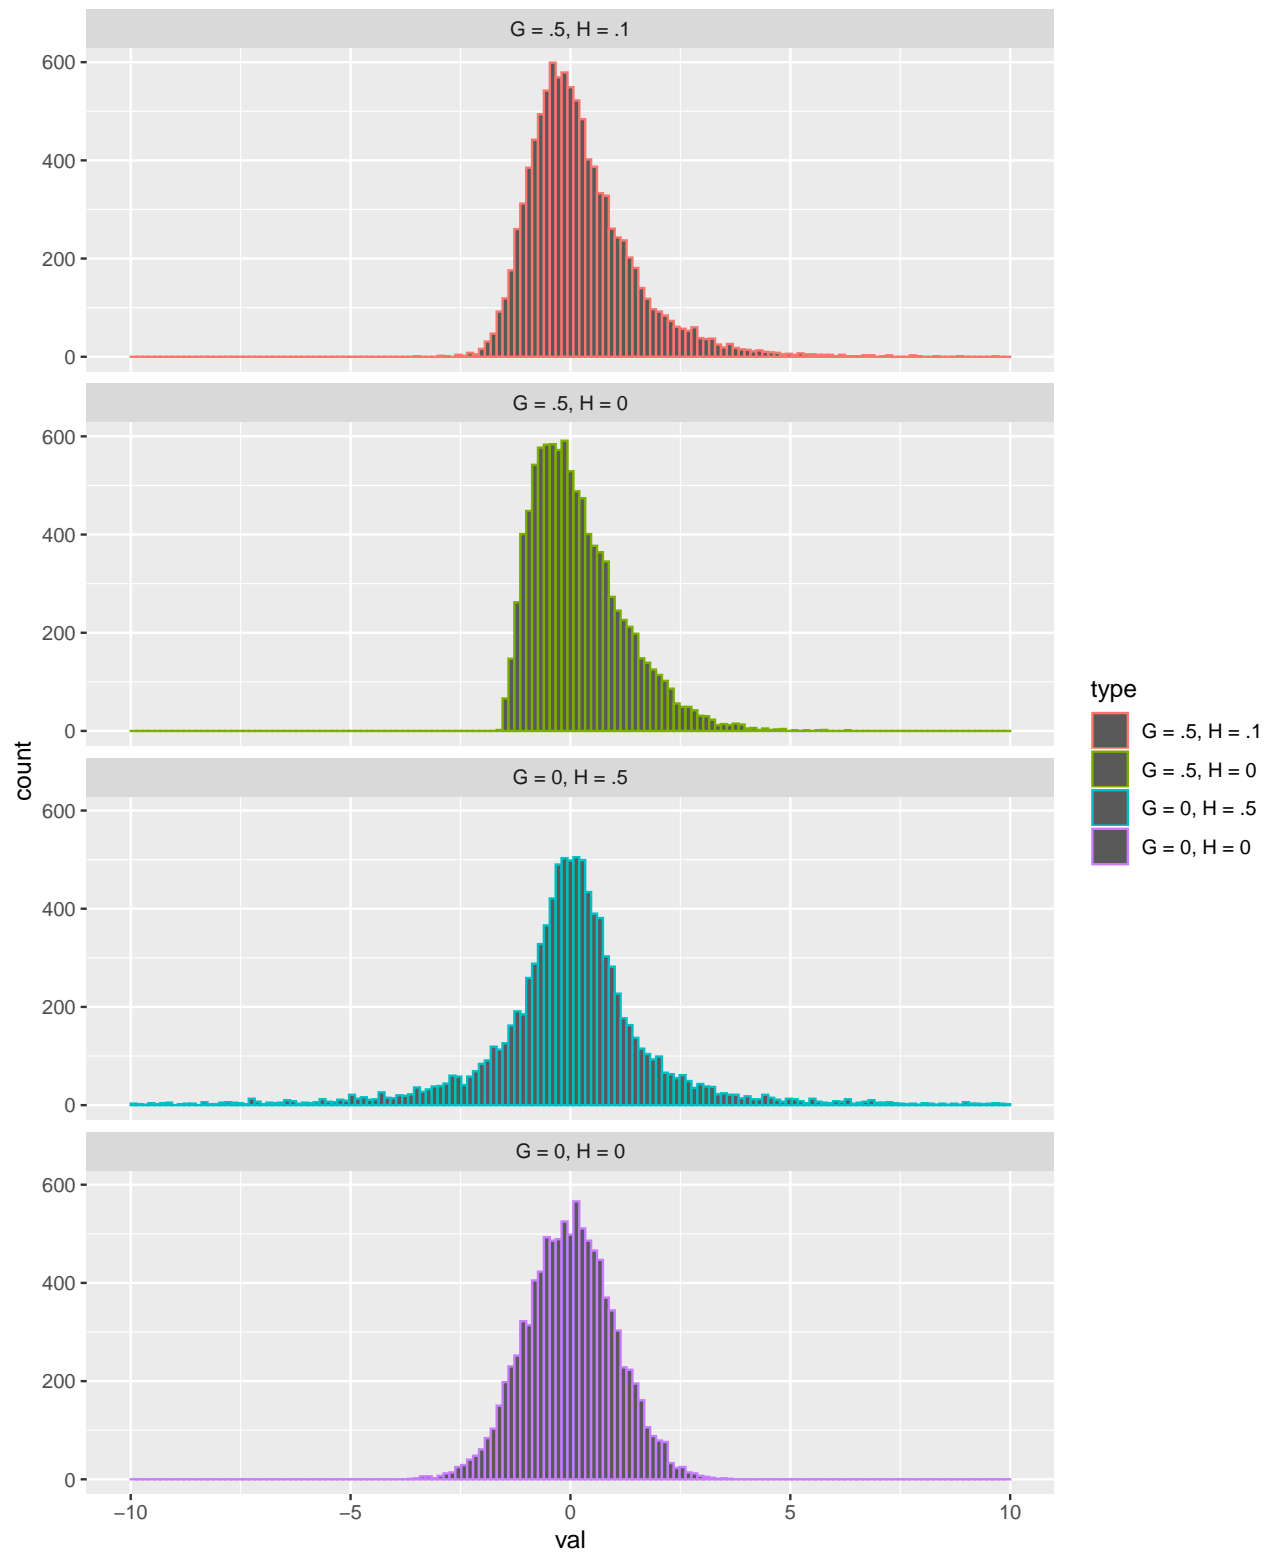 G = .5, H = .1
600
400
200
0
G = .5, H = 0
600
400
200
0
G = 0, H = .5
600
400
200
0
G = 0, H = 0
600
400
200
0
−10
−5
0
5
10
val
count
type
G = .5, H = .1
G = .5, H = 0
G = 0, H = .5
G = 0, H = 0